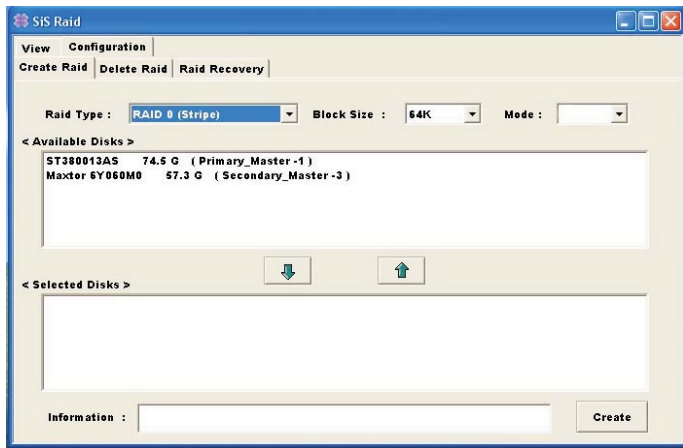 SiS Raid
View Configuration
Create Raid Delete Raid Raid Recovery
Raid Type : RAID 0 (Stripe) Block Size : 64K Mode :
< Available Disks >
ST380013AS 74.5 G ( Primary_Master -1 )
Maxtor 6Y060M0 57.3 G ( Secondary_Master -3 )
< Selected Disks >
Information : Create